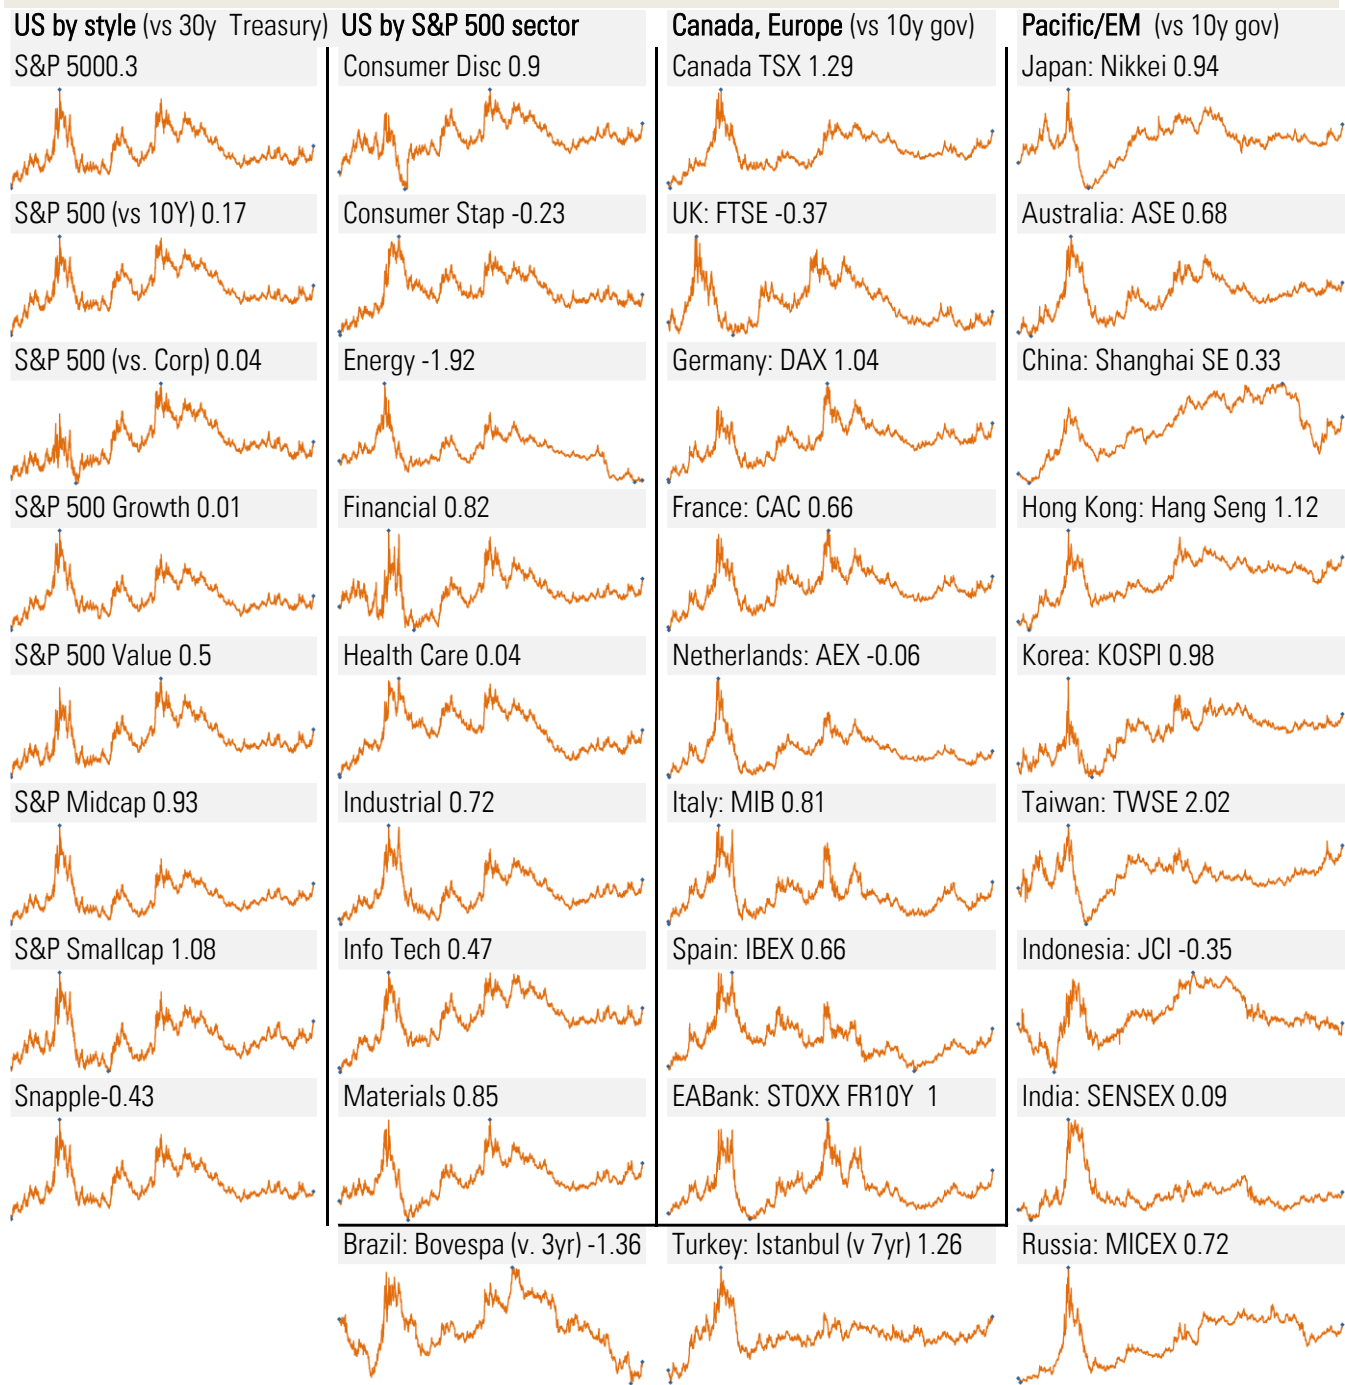 US by style (vs 30y Treasury) US by S&P 500 sector Canada, Europe (vs 10y gov) Pacific/EM (vs 10y gov)
S&P 5000.3 Consumer Disc 0.9 Canada TSX 1.29 Japan: Nikkei 0.94
S&P 500 (vs 10Y) 0.17 Consumer Stap -0.23 UK: FTSE -0.37 Australia: ASE 0.68
S&P 500 (vs. Corp) 0.04 Energy -1.92 Germany: DAX 1.04 China: Shanghai SE 0.33
S&P 500 Growth 0.01 Financial 0.82 France: CAC 0.66 Hong Kong: Hang Seng 1.12
S&P 500 Value 0.5 Health Care 0.04 Netherlands: AEX -0.06 Korea: KOSPI 0.98
S&P Midcap 0.93 Industrial 0.72 Italy: MIB 0.81 Taiwan: TWSE 2.02
S&P Smallcap 1.08 Info Tech 0.47 Spain: IBEX 0.66 Indonesia: JCI -0.35
Snapple-0.43 Materials 0.85 EABank: STOXX FR10Y 1 India: SENSEX 0.09
Brazil: Bovespa (v. 3yr) -1.36 Turkey: Istanbul (v 7yr) 1.26 Russia: MICEX 0.72